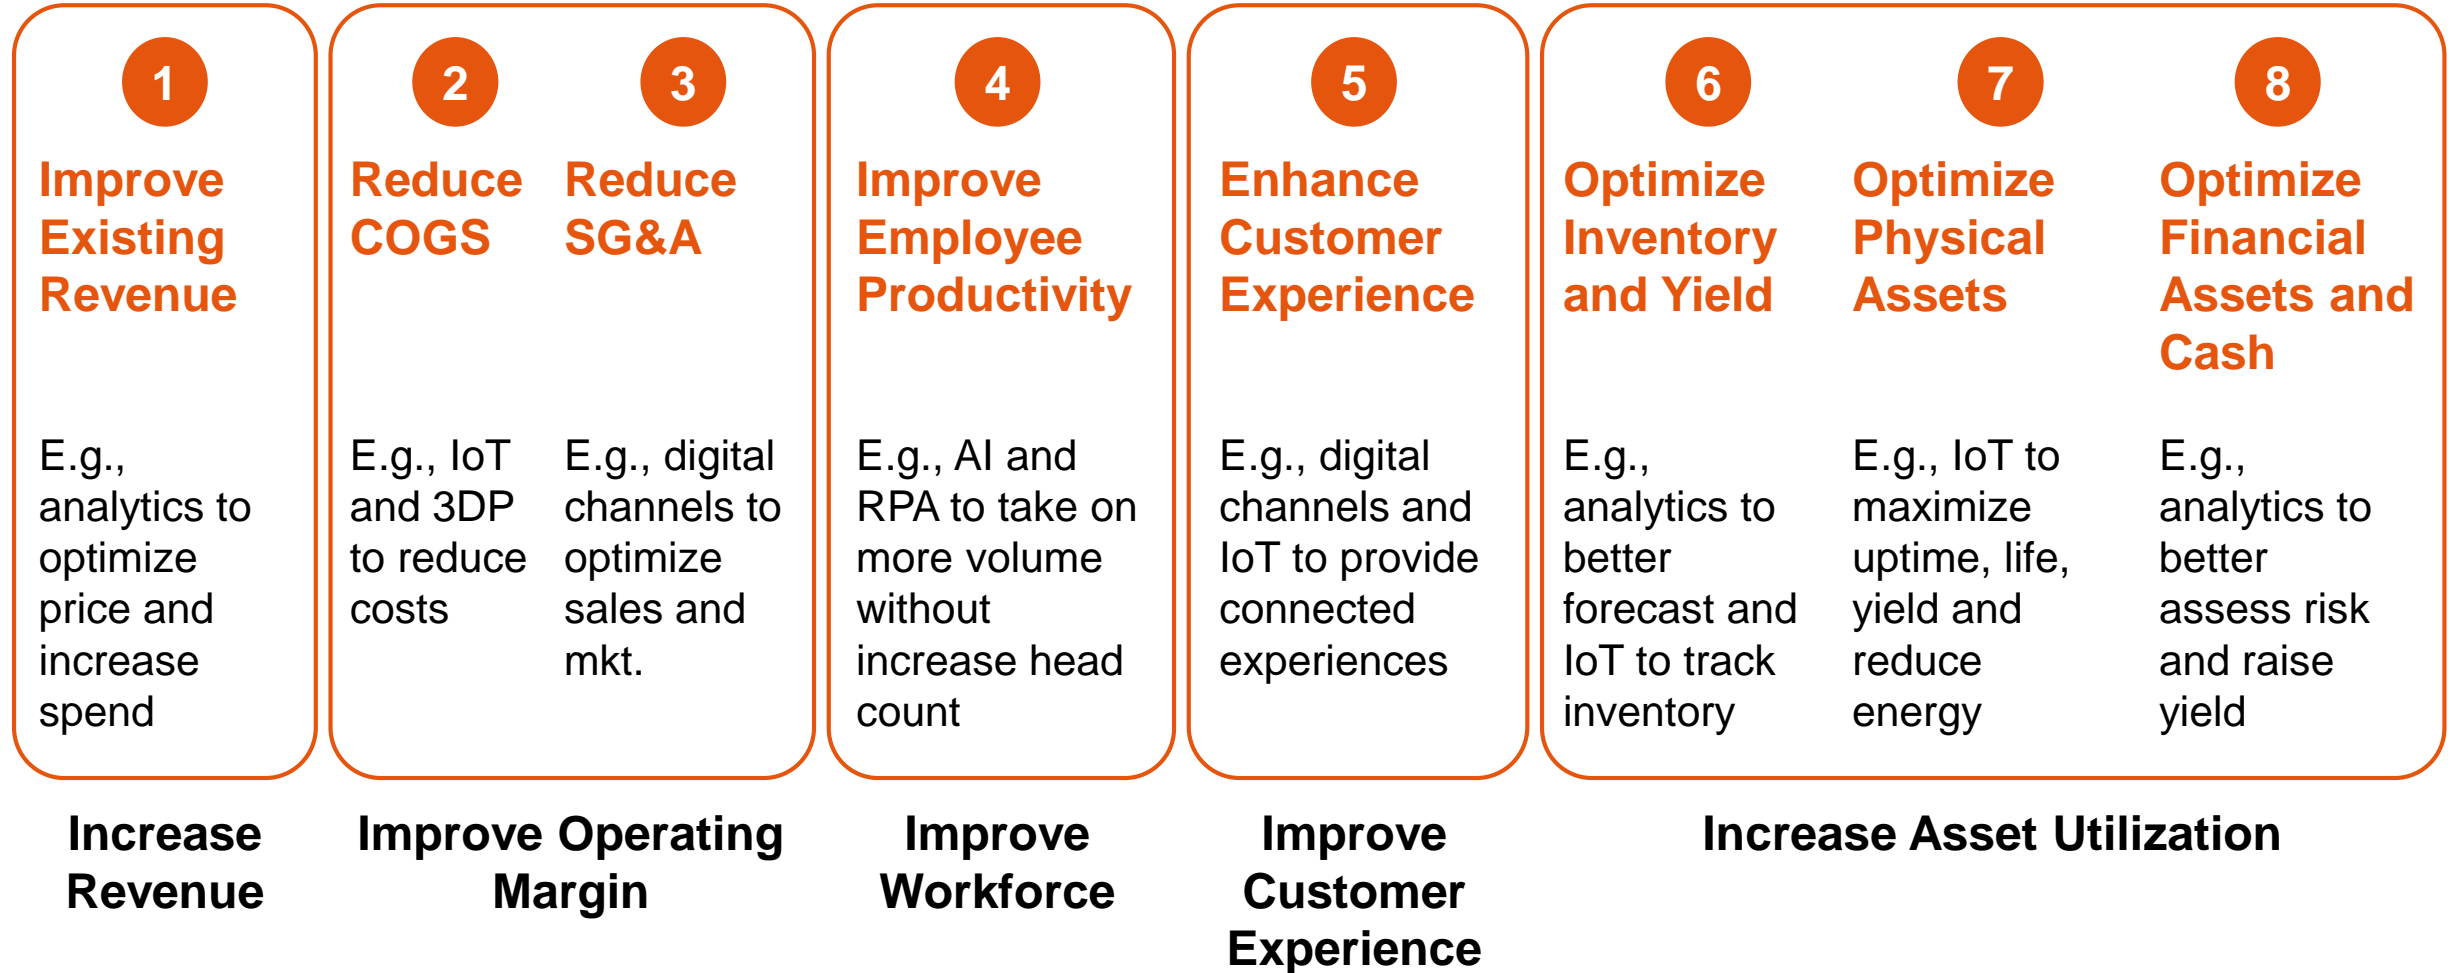 1
Improve
Existing
Revenue
E.g.,
analytics to
optimize
price and
increase
spend
2
Reduce
COGS
E.g., IoT
and 3DP
to reduce
costs
3
Reduce
SG&A
E.g., digital
channels to
optimize
sales and
mkt.
4
Improve
Employee
Productivity
E.g., AI and
RPA to take on
more volume
without
increase head
count
5
Enhance
Customer
Experience
E.g., digital
channels and
IoT to provide
connected
experiences
6
Optimize
Inventory
and Yield
E.g.,
analytics to
better
forecast and
IoT to track
inventory
7
Optimize
Physical
Assets
E.g., IoT to
maximize
uptime, life,
yield and
reduce
energy
8
Optimize
Financial
Assets and
Cash
E.g.,
analytics to
better
assess risk
and raise
yield
Increase
Revenue
Improve Operating
Margin
Improve
Workforce
Improve
Customer
Experience
Increase Asset Utilization